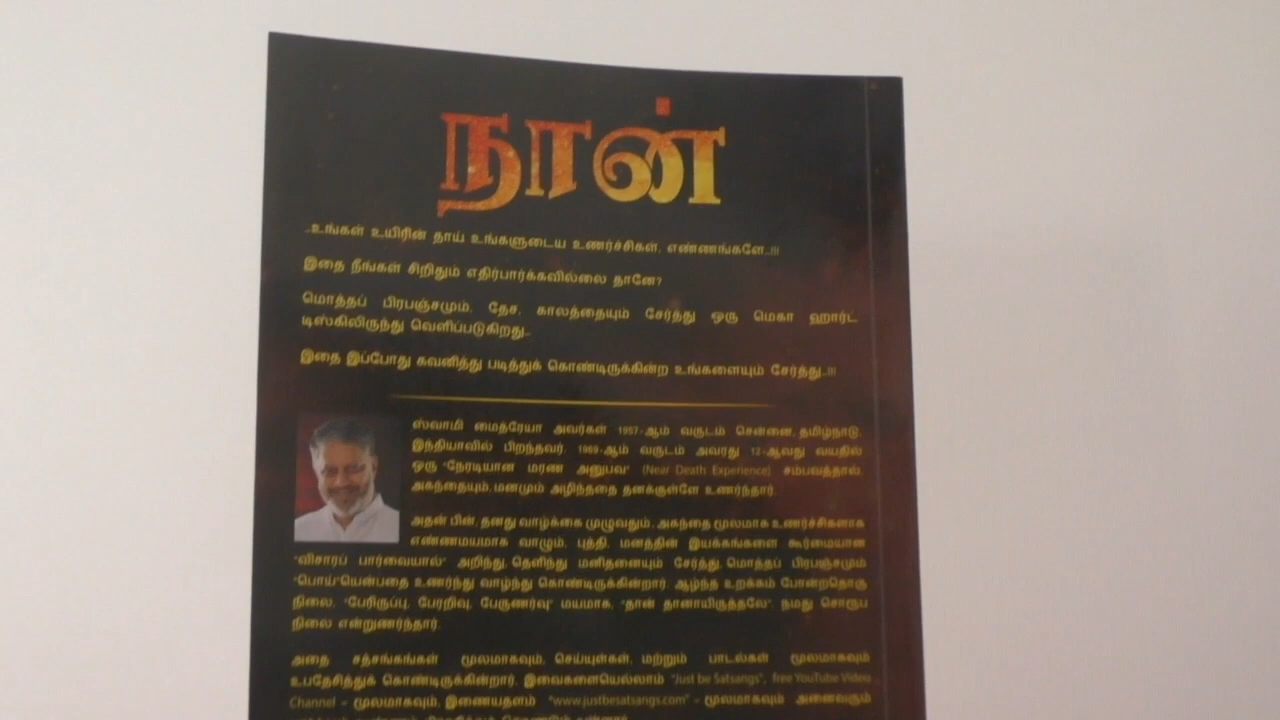 நான்
...உங்கள் உயிரின் தாய் உங்களுடைய உணர்ச்சிகள், எண்ணங்களே...!!!
இதை நீங்கள் சிறிதும் எதிர்பார்க்கவில்லை தானே?
மொத்தப் பிரபஞ்சமும், தேச, காலத்தையும் சேர்த்து ஒரு மெகா ஹார்ட்
டிஸ்கிலிருந்து வெளிப்படுகிறது...
இதை இப்போது கவனித்து படித்துக் கொண்டிருக்கின்ற உங்களையும் சேர்த்து...!!!
ஸ்வாமி மைத்ரேயா அவர்கள் 1957-ஆம் வருடம் சென்னை, தமிழ்நாடு,
இந்தியாவில் பிறந்தவர். 1969-ஆம் வருடம் அவரது 12-ஆவது வயதில்
ஒரு "நேரடியான மரண அனுபவ" (Near Death Experience) சம்பவத்தால்,
அகந்தையும், மனமும் அழிந்ததை தனக்குள்ளே உணர்ந்தார்.
அதன் பின், தனது வாழ்க்கை முழுவதும், அகந்தை மூலமாக உணர்ச்சிகளாக
எண்ணமயமாக வாழும், புத்தி, மனத்தின் இயக்கங்களை கூர்மையான
"விசாரப் பார்வையால்" அறிந்து, தெளிந்து மனிதனையும் சேர்த்து, மொத்தப் பிரபஞ்சமும்
"பொய்"யென்பதை உணர்ந்து வாழ்ந்து கொண்டிருக்கின்றார். ஆழ்ந்த உறக்கம் போன்றதொரு
நிலை, "பேரிருப்பு, பேரறிவு, பேருணர்வு" மயமாக, "தான் தானாயிருத்தலே", நமது சொரூப
நிலை என்றுணர்ந்தார்.
அதை சத்சங்கங்கள் மூலமாகவும், செய்யுள்கள், மற்றும் பாடல்கள் மூலமாகவும்
உபதேசித்துக் கொண்டிருக்கின்றார். இவைகளையெல்லாம் "Just be Satsangs", free YouTube Video
Channel – மூலமாகவும், இணையதளம் "www.justbesatsangs.com" – மூலமாகவும் அனைவரும்